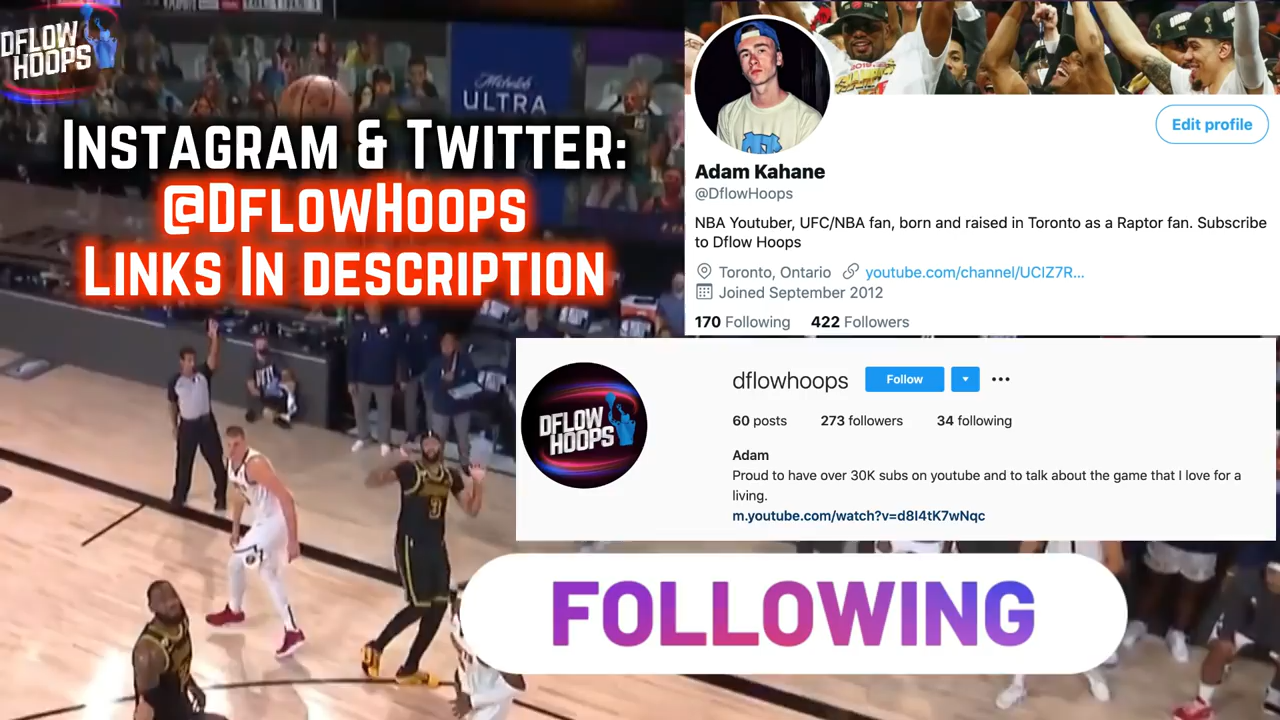 DFLOW
HOOPS
Michelob
ULTRA
INSTAGRAM & TWITTER:
@DFLOWHOOPS
LINKS IN DESCRIPTION
Edit profile
Adam Kahane
@DflowHoops
NBA Youtuber, UFC/NBA fan, born and raised in Toronto as a Raptor fan. Subscribe
to Dflow Hoops
Toronto, Ontario youtube.com/channel/UCIZ7R...
Joined September 2012
170 Following 422 Followers
DFLOW
HOOPS
dflowhoops Follow
60 posts 273 followers 34 following
Adam
Proud to have over 30K subs on youtube and to talk about the game that I love for a
living.
m.youtube.com/watch?v=d8I4tK7wNqc
3
FOLLOWING